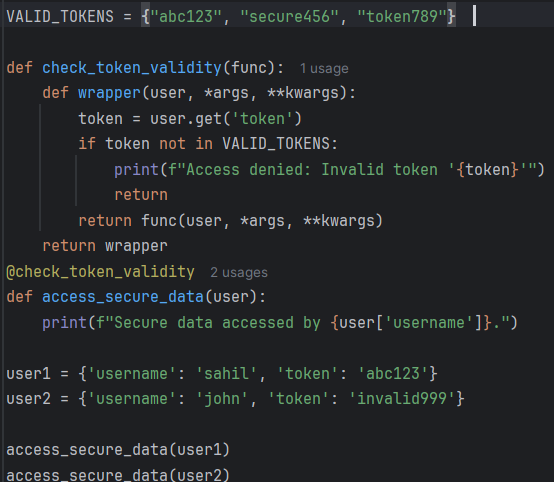 VALID_TOKENS = {"abc123", "secure456", "token789"}
def check_token_validity(func): 1 usage
    def wrapper(user, *args, **kwargs):
        token = user.get('token')
        if token not in VALID_TOKENS:
            print(f"Access denied: Invalid token '{token}'")
            return
        return func(user, *args, **kwargs)
    return wrapper
@check_token_validity 2 usages
def access_secure_data(user):
    print(f"Secure data accessed by {user['username']}.")
user1 = {'username': 'sahil', 'token': 'abc123'}
user2 = {'username': 'john', 'token': 'invalid999'}
access_secure_data(user1)
access_secure_data(user2)